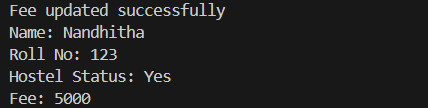 Fee updated successfully
Name: Nandhitha
Roll No: 123
Hostel Status: Yes
Fee: 5000